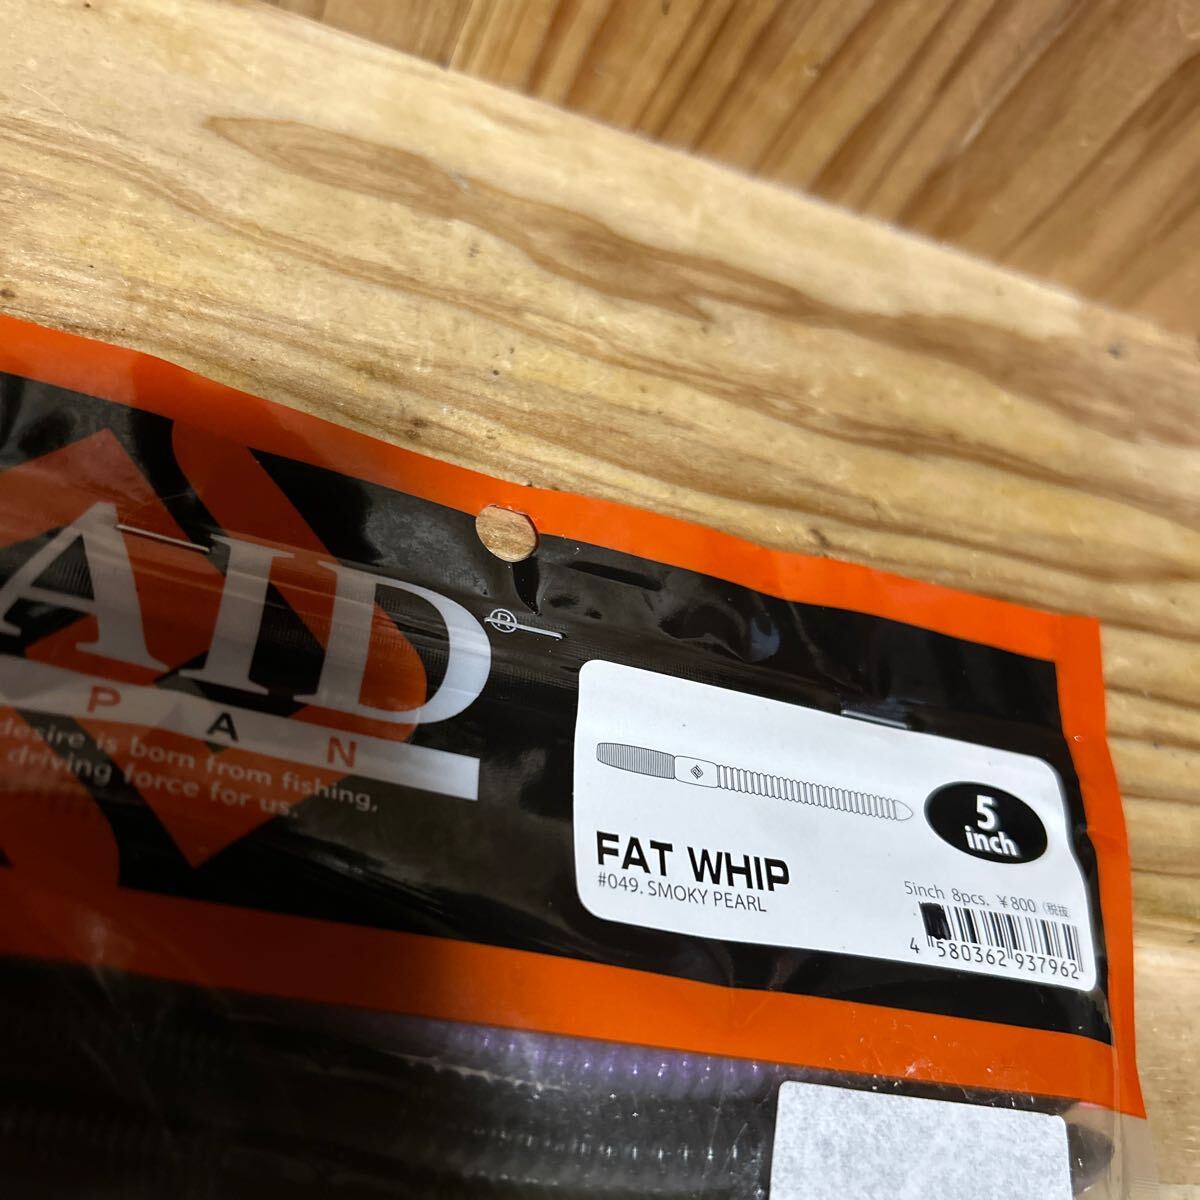 AID®
PAN
desire is born from fishing,
driving force for us.
5
inch
FAT WHIP
#049. SMOKY PEARL
5inch 8pcs. ￥800（税抜
4 580362 937962